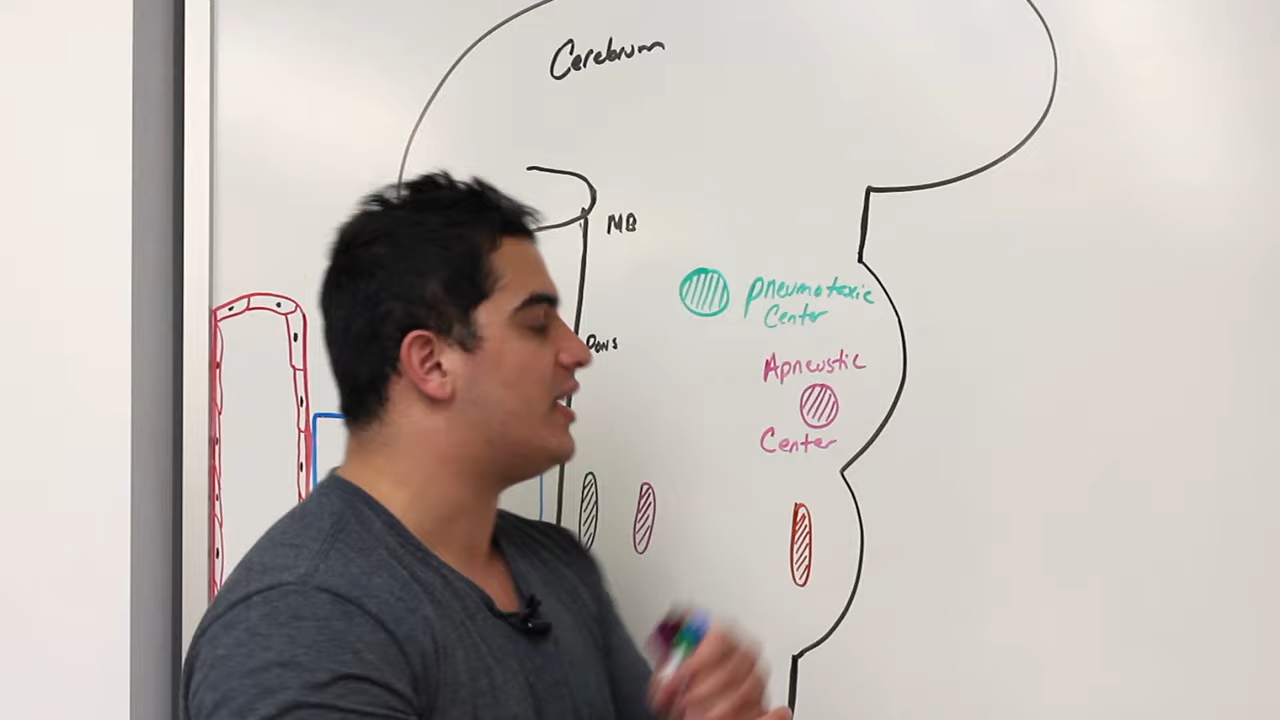 Cerebrum
MB
pneumotaxic
Center
Pons
Apneustic
Center